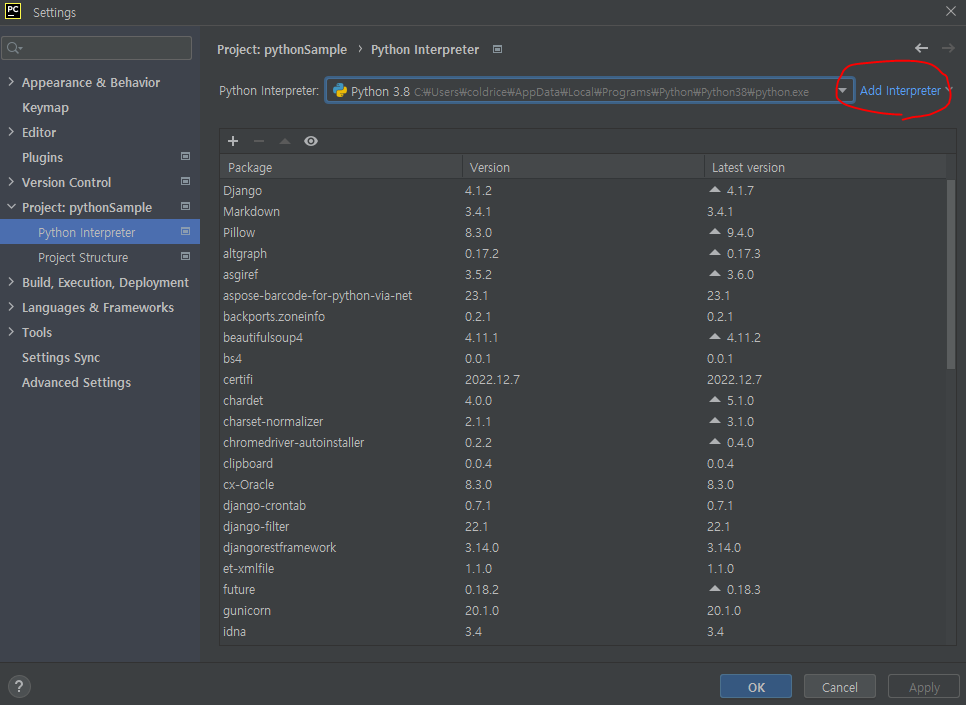 PC Settings
Project: pythonSample › Python Interpreter
Appearance & Behavior
Keymap
Editor
Plugins
Version Control
Project: pythonSample
Python Interpreter
Project Structure
Build, Execution, Deployment
Languages & Frameworks
Tools
Settings Sync
Advanced Settings
Python Interpreter: Python 3.8 C:₩Users₩coldrice₩AppData₩Local₩Programs₩Python₩Python38₩python.exe Add Interpreter
Package Version Latest version
Django 4.1.2 4.1.7
Markdown 3.4.1 3.4.1
Pillow 8.3.0 9.4.0
altgraph 0.17.2 0.17.3
asgiref 3.5.2 3.6.0
aspose-barcode-for-python-via-net 23.1 23.1
backports.zoneinfo 0.2.1 0.2.1
beautifulsoup4 4.11.1 4.11.2
bs4 0.0.1 0.0.1
certifi 2022.12.7 2022.12.7
chardet 4.0.0 5.1.0
charset-normalizer 2.1.1 3.1.0
chromedriver-autoinstaller 0.2.2 0.4.0
clipboard 0.0.4 0.0.4
cx-Oracle 8.3.0 8.3.0
django-crontab 0.7.1 0.7.1
django-filter 22.1 22.1
djangorestframework 3.14.0 3.14.0
et-xmlfile 1.1.0 1.1.0
future 0.18.2 0.18.3
gunicorn 20.1.0 20.1.0
idna 3.4 3.4
? OK Cancel Apply